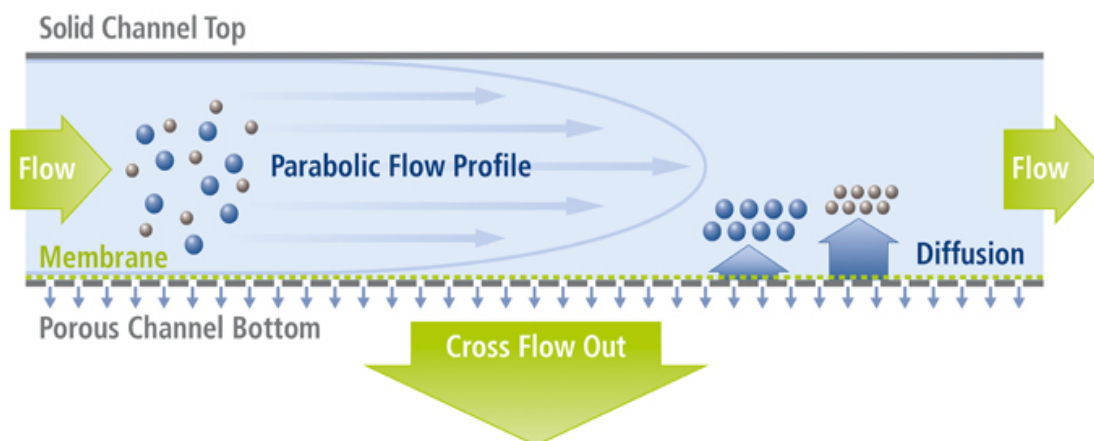 Solid Channel Top
Flow
Parabolic Flow Profile
Flow
Membrane
Diffusion
Porous Channel Bottom
Cross Flow Out